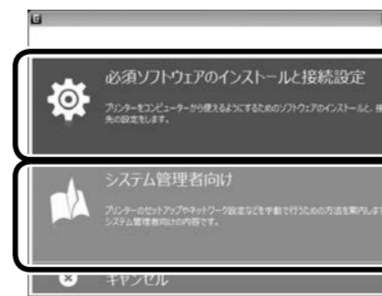 必須ソフトウェアのインストールと接続設定
プリンターをコンピューターから使えるようにするためのソフトウェアのインストールと、接
先の設定をします。
システム管理者向け
プリンターのセットアップやネットワーク設定などを手動で行うための方法を案内しま
システム管理者向けの内容です。
キャンセル